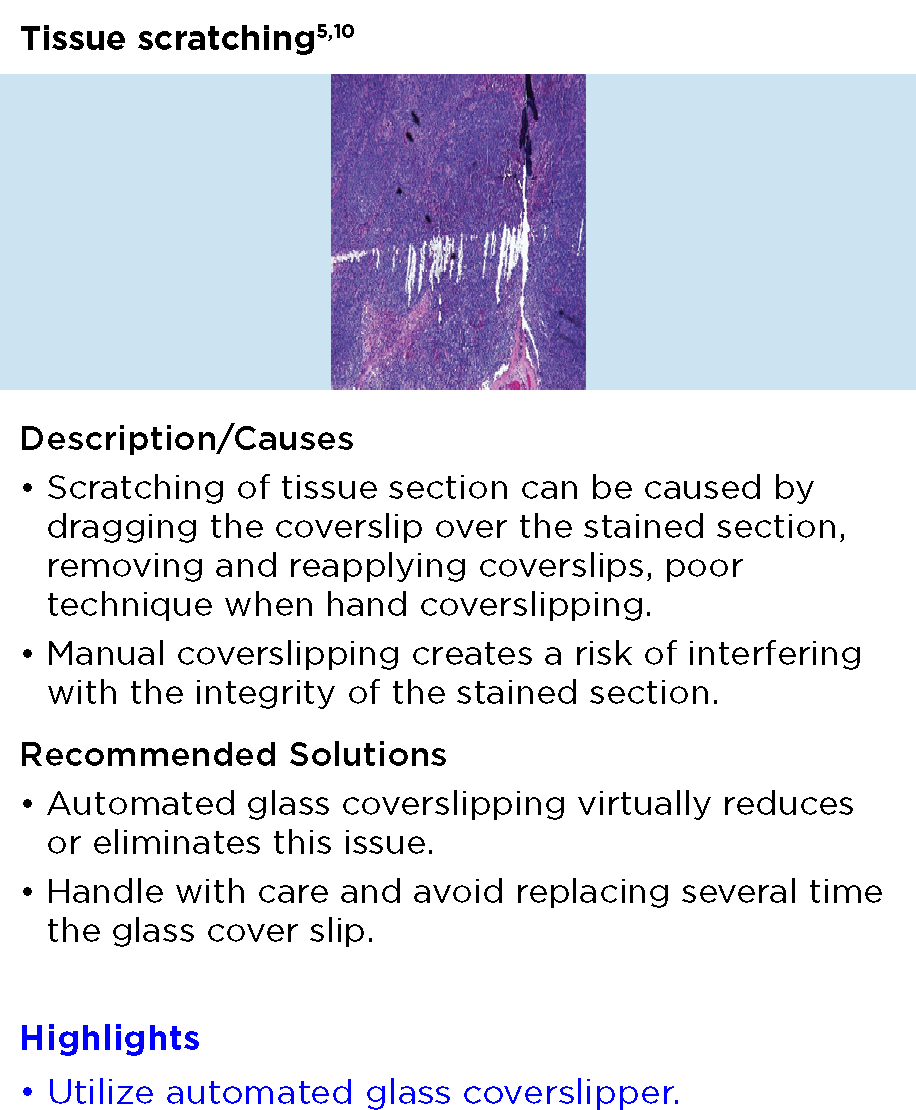 Tissue scratching5,10
Description/Causes
• Scratching of tissue section can be caused by
dragging the coverslip over the stained section,
removing and reapplying coverslips, poor
technique when hand coverslipping.
• Manual coverslipping creates a risk of interfering
with the integrity of the stained section.
Recommended Solutions
• Automated glass coverslipping virtually reduces
or eliminates this issue.
• Handle with care and avoid replacing several time
the glass cover slip.
Highlights
• Utilize automated glass coverslipper.